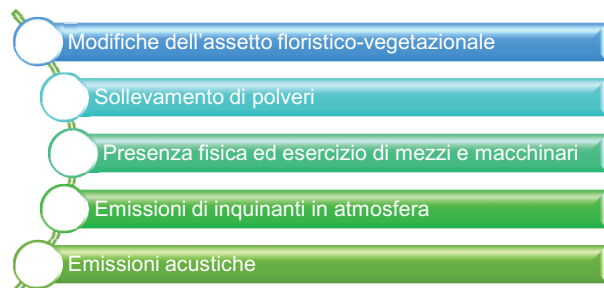 Modifiche dell'assetto floristico-vegetazionale
Sollevamento di polveri
Presenza fisica ed esercizio di mezzi e macchinari
Emissioni di inquinanti in atmosfera
Emissioni acustiche